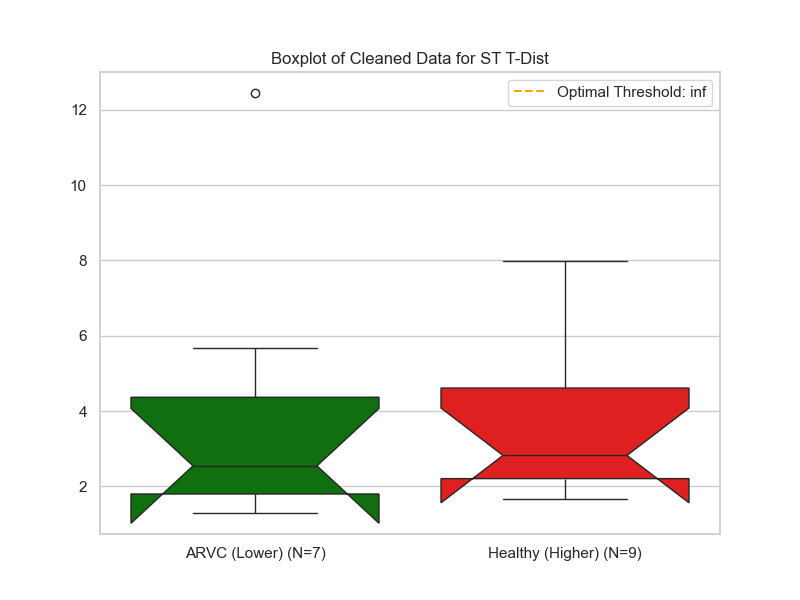 Boxplot of Cleaned Data for ST T-Dist
Optimal Threshold: inf
12
10
8
6
4
2
ARVC (Lower) (N=7)
Healthy (Higher) (N=9)